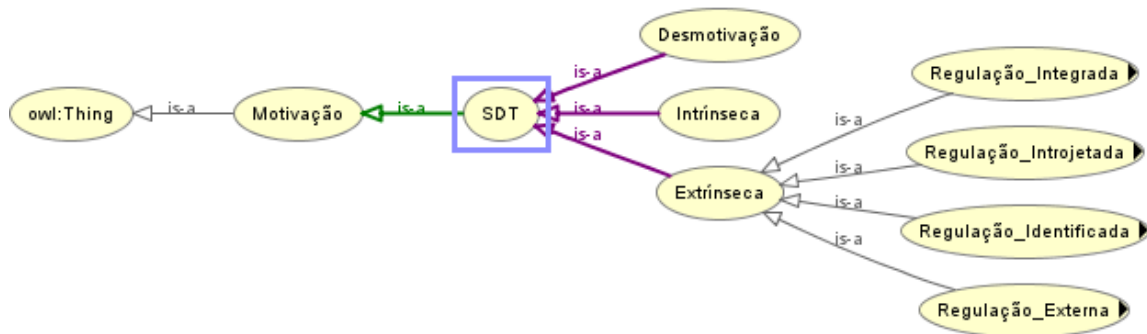 Desmotivação
is-a
Regulação_Integrada
owl:Thing
is-a
Motivação
is-a
SDT
is-a
Intrínseca
is-a
is-a
Regulação_Introjetada
is-a
Extrínseca
is-a
Regulação_Identificada
is-a
Regulação_Externa